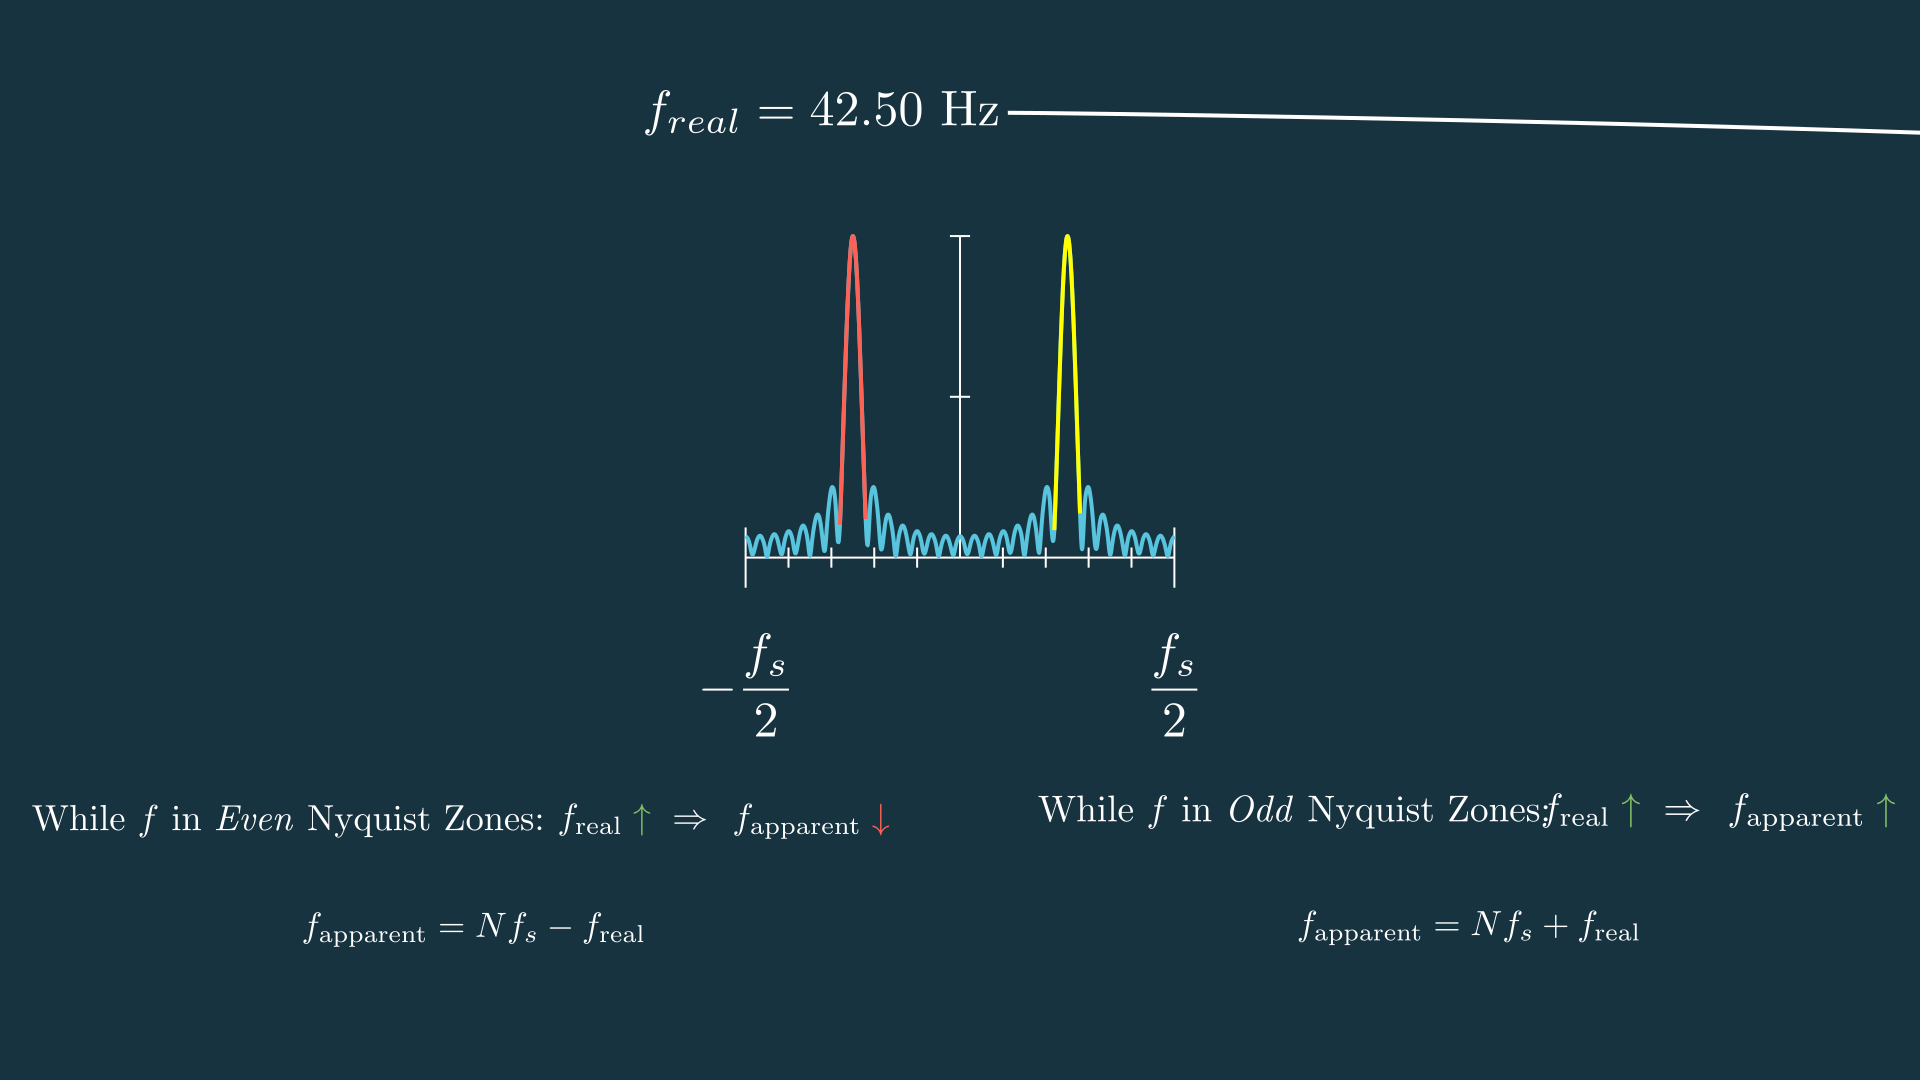 f_real = 42.50 Hz
−f_s/2
f_s/2
While f in Even Nyquist Zones: f_real ↑ ⇒ f_apparent ↓
While f in Odd Nyquist Zones: f_real ↑ ⇒ f_apparent ↑
f_apparent = Nf_s − f_real
f_apparent = Nf_s + f_real